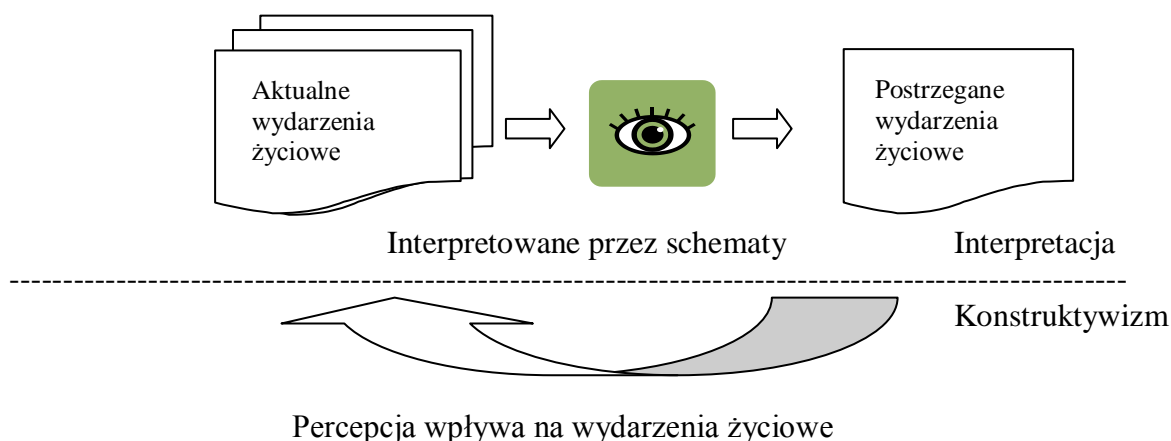 Aktualne
wydarzenia
życiowe
Postrzegane
wydarzenia
życiowe
Interpretowane przez schematy
Interpretacja
Konstruktywizm
Percepcja wpływa na wydarzenia życiowe